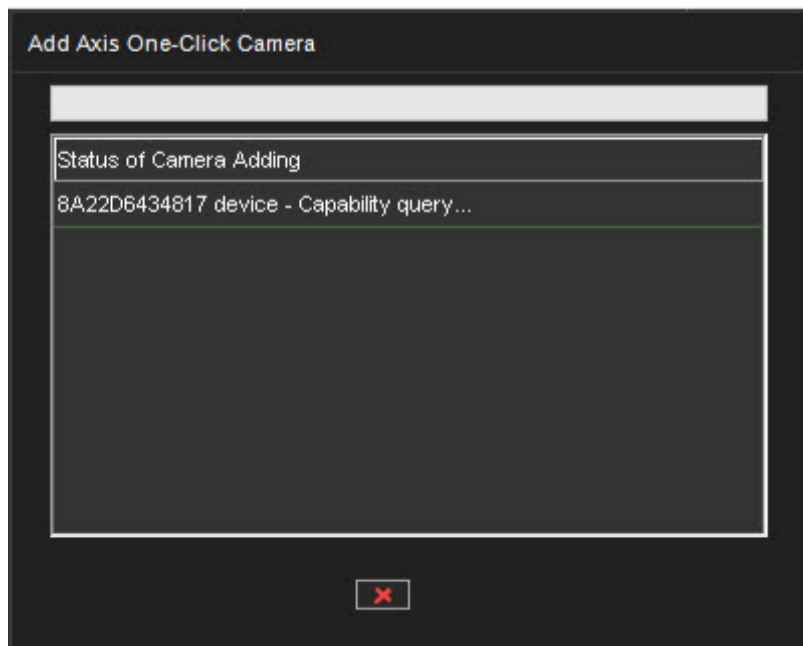 Add Axis One-Click Camera
Status of Camera Adding
8A22D6434817 device - Capability query...